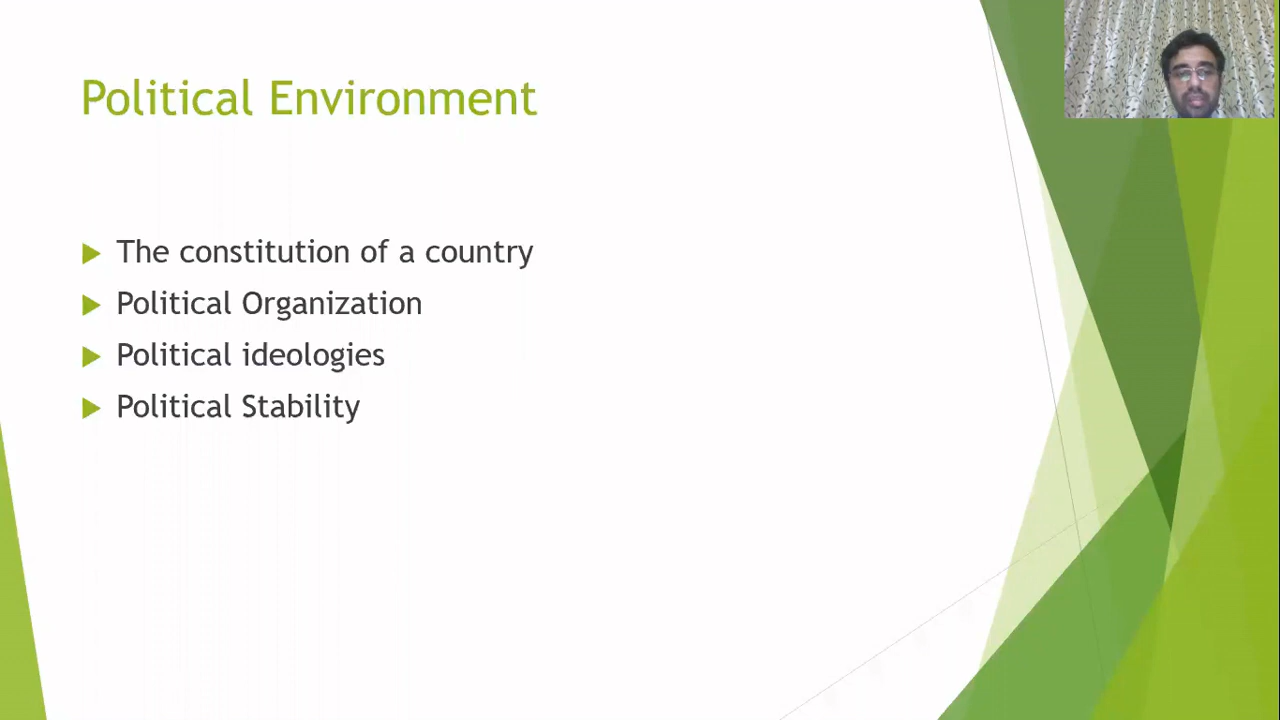 Political Environment
The constitution of a country
Political Organization
Political ideologies
Political Stability